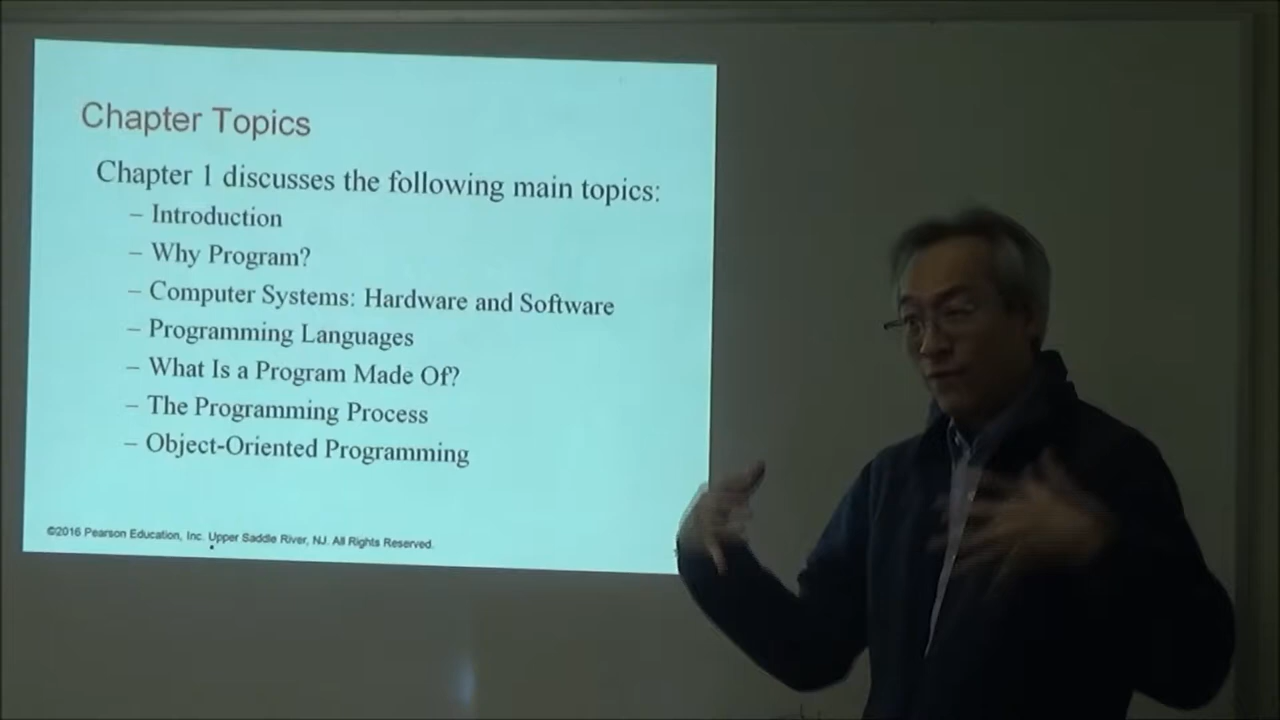 Chapter Topics
Chapter 1 discusses the following main topics:
– Introduction
– Why Program?
– Computer Systems: Hardware and Software
– Programming Languages
– What Is a Program Made Of?
– The Programming Process
– Object-Oriented Programming
©2016 Pearson Education, Inc. Upper Saddle River, NJ. All Rights Reserved.